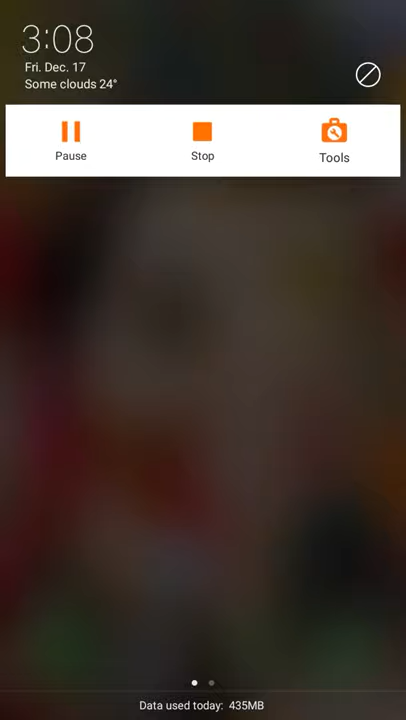 3:08
Fri. Dec. 17
Some clouds 24°
Pause
Stop
Tools
Data used today: 435MB